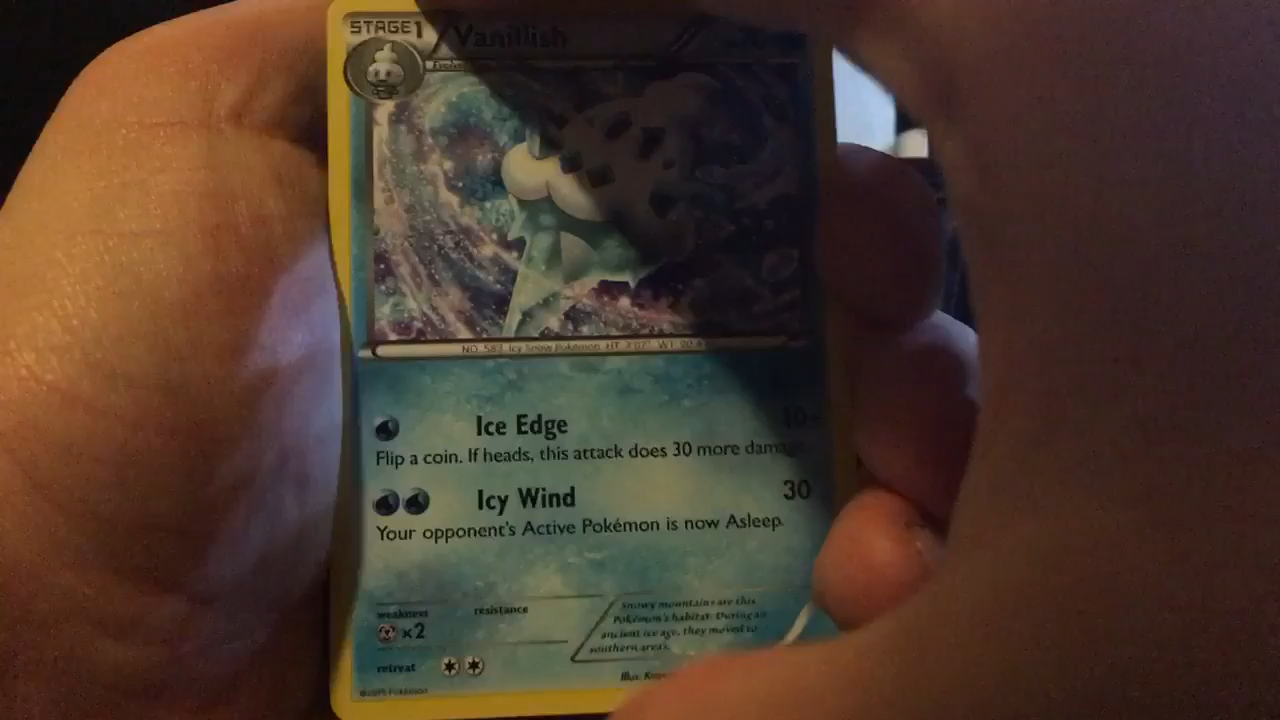 STAGE 1
Vanillish
NO. 583 Icy Snow Pokémon HT: 3'07" WT:
Ice Edge
Flip a coin. If heads, this attack does 30 more damage.
Icy Wind 30
Your opponent's Active Pokémon is now Asleep.
weakness resistance
×2
retreat
Snowy mountains are this
Pokémon's habitat. During an
ancient ice age, they moved to
southern areas.
Illus.
©2015 Pokémon